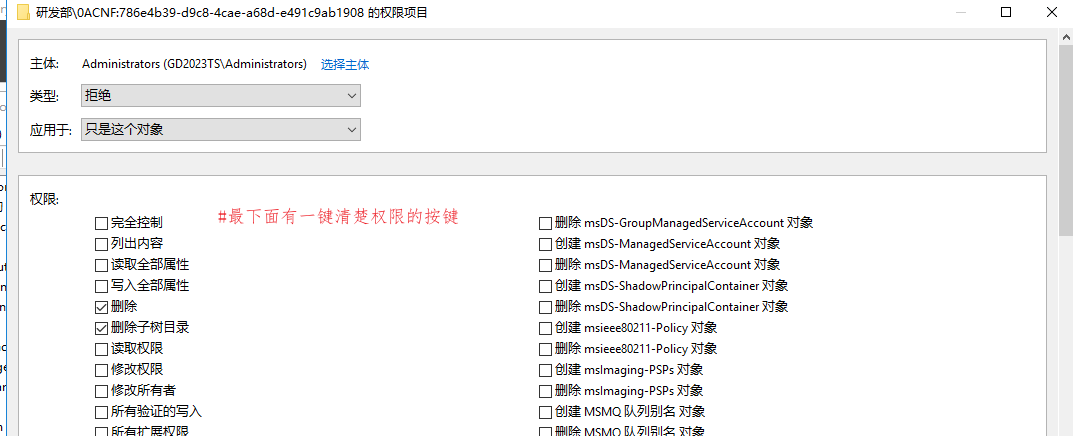 研发部\0ACNF:786e4b39-d9c8-4cae-a68d-e491c9ab1908 的权限项目
主体: Administrators (GD2023TS\Administrators) 选择主体
类型: 拒绝
应用于: 只是这个对象
权限:
#最下面有一键清楚权限的按键
完全控制 删除 msDS-GroupManagedServiceAccount 对象
列出内容 创建 msDS-ManagedServiceAccount 对象
读取全部属性 删除 msDS-ManagedServiceAccount 对象
写入全部属性 创建 msDS-ShadowPrincipalContainer 对象
删除 删除 msDS-ShadowPrincipalContainer 对象
删除子树目录 创建 msieee80211-Policy 对象
读取权限 删除 msieee80211-Policy 对象
修改权限 创建 msImaging-PSPs 对象
修改所有者 删除 msImaging-PSPs 对象
所有验证的写入 创建 MSMQ 队列别名 对象
所有扩展权限 删除 MSMQ 队列别名 对象